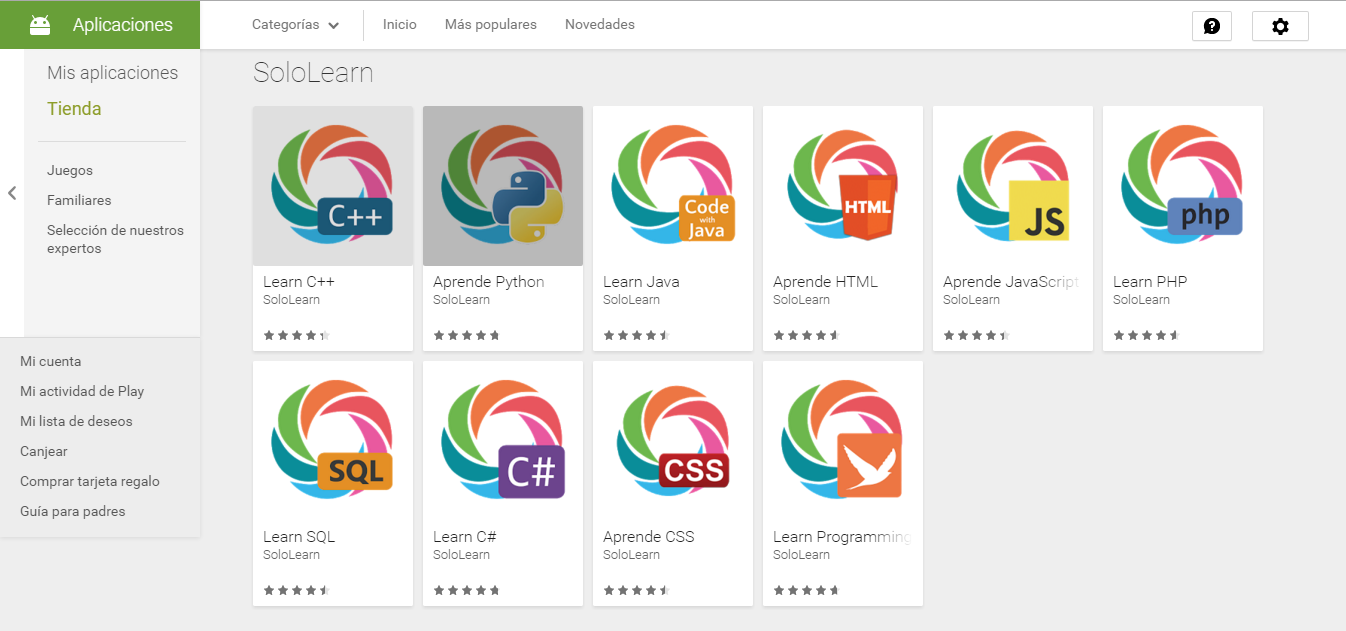 Aplicaciones
Categorías
Inicio
Más populares
Novedades
Mis aplicaciones
Tienda
Juegos
Familiares
Selección de nuestros
expertos
Mi cuenta
Mi actividad de Play
Mi lista de deseos
Canjear
Comprar tarjeta regalo
Guía para padres
SoloLearn
C++
Learn C++
SoloLearn
Aprende Python
SoloLearn
Code
with
Java
Learn Java
SoloLearn
HTML
Aprende HTML
SoloLearn
JS
Aprende JavaScript
SoloLearn
php
Learn PHP
SoloLearn
SQL
Learn SQL
SoloLearn
C#
Learn C#
SoloLearn
CSS
Aprende CSS
SoloLearn
Learn Programming
SoloLearn